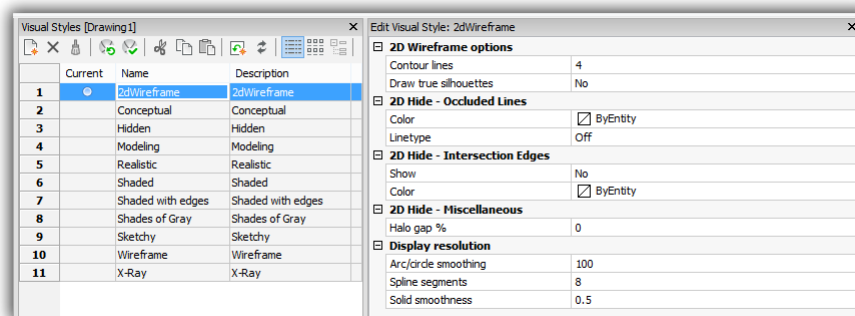 Visual Styles [Drawing1]
Current Name Description
1 2dWireframe 2dWireframe
2 Conceptual Conceptual
3 Hidden Hidden
4 Modeling Modeling
5 Realistic Realistic
6 Shaded Shaded
7 Shaded with edges Shaded with edges
8 Shades of Gray Shades of Gray
9 Sketchy Sketchy
10 Wireframe Wireframe
11 X-Ray X-Ray
Edit Visual Style: 2dWireframe
2D Wireframe options
Contour lines 4
Draw true silhouettes No
2D Hide - Occluded Lines
Color ByEntity
Linetype Off
2D Hide - Intersection Edges
Show No
Color ByEntity
2D Hide - Miscellaneous
Halo gap % 0
Display resolution
Arc/circle smoothing 100
Spline segments 8
Solid smoothness 0.5